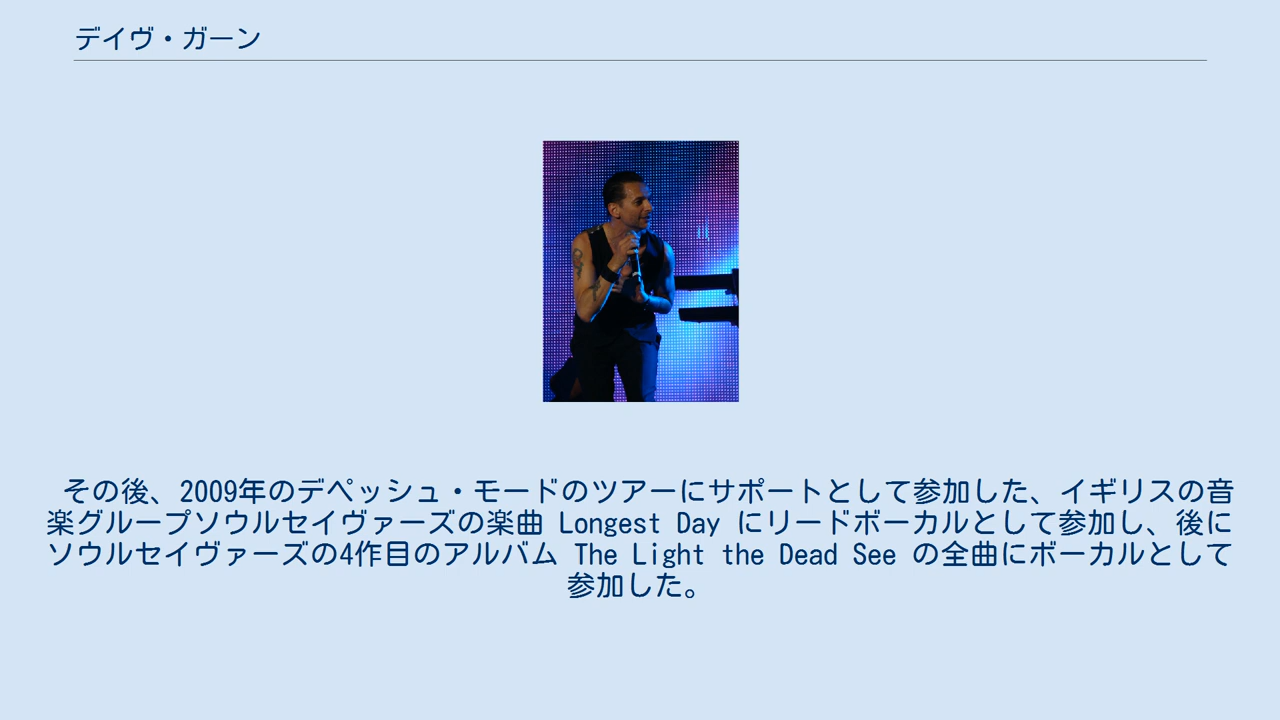 デイヴ・ガーン
その後、2009年のデペッシュ・モードのツアーにサポートとして参加した、イギリスの音
楽グループソウルセイヴァーズの楽曲 Longest Day にリードボーカルとして参加し、後に
ソウルセイヴァーズの4作目のアルバム The Light the Dead See の全曲にボーカルとして
参加した。